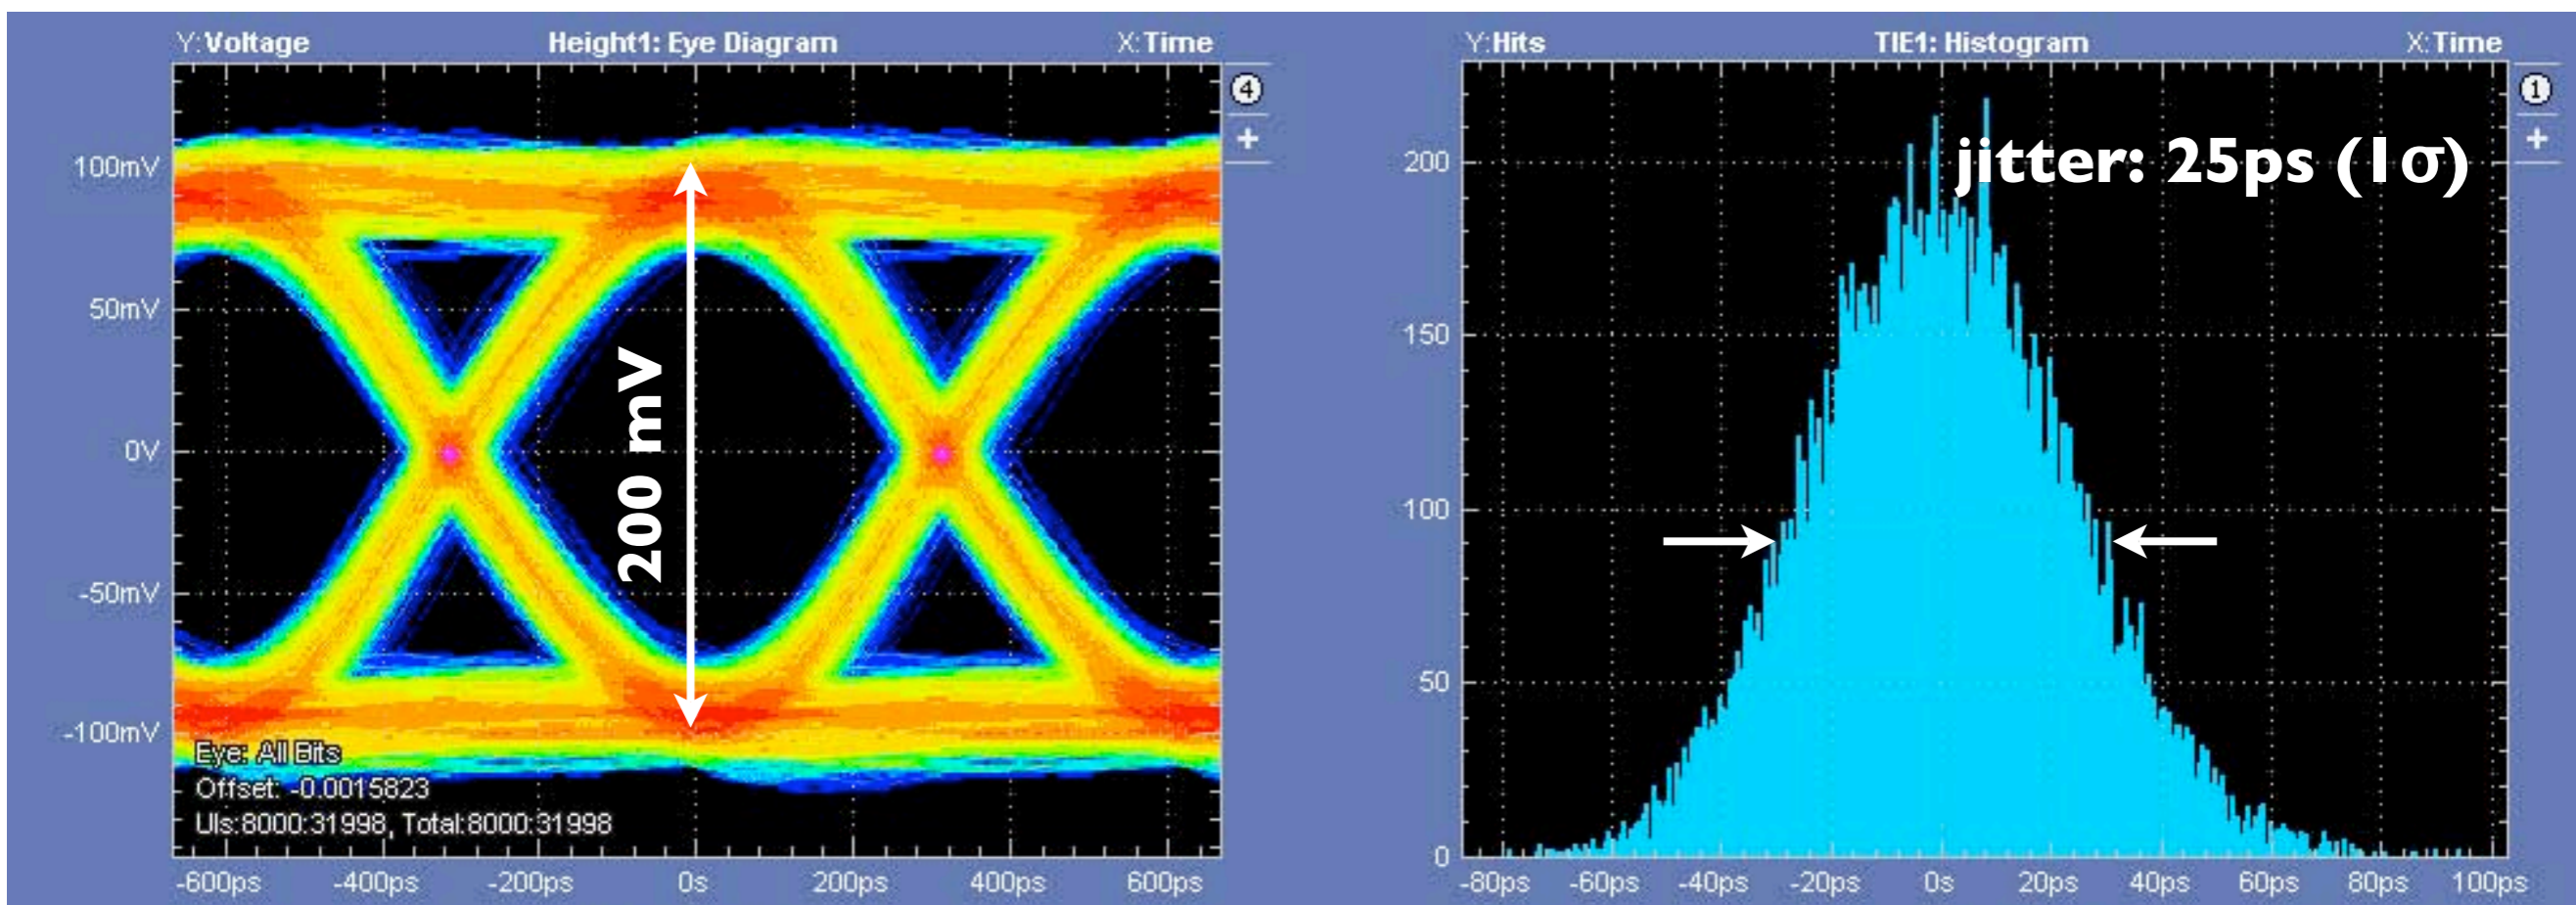 Y:Voltage Height1: Eye Diagram X:Time
4
+
100mV
50mV
0V
-50mV
-100mV
200 mV
Eye: All Bits
Offset: -0.0015823
UIs:8000:31998, Total:8000:31998
-600ps -400ps -200ps 0s 200ps 400ps 600ps
Y:Hits TIE1: Histogram X:Time
1
+
jitter: 25ps (1σ)
200
150
100
50
0
-80ps -60ps -40ps -20ps 0s 20ps 40ps 60ps 80ps 100ps